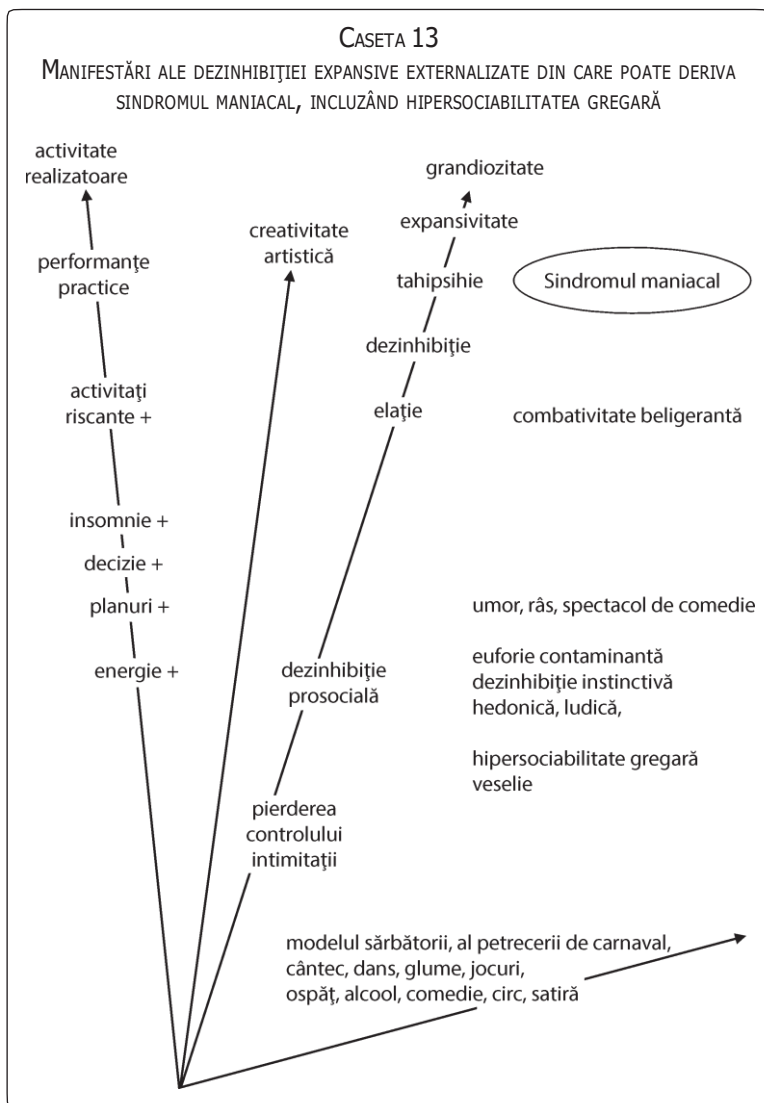 CASETA 13
MANIFESTĂRI ALE DEZINHIBIȚIEI EXPANSIVE EXTERNALIZATE DIN CARE POATE DERIVA
SINDROMUL MANIACAL, INCLUZÂND HIPERSOCIABILITATEA GREGARĂ
activitate
realizatoare
performanţe
practice
activitaţi
riscante +
insomnie +
decizie +
planuri +
energie +
creativitate
artistică
grandiozitate
expansivitate
tahipsihie
dezinhibiţie
elaţie
dezinhibiţie
prosocială
pierderea
controlului
intimitaţii
Sindromul maniacal
combativitate beligerantă
umor, râs, spectacol de comedie
euforie contaminantă
dezinhibiţie instinctivă
hedonică, ludică,
hipersociabilitate gregară
veselie
modelul sărbătorii, al petrecerii de carnaval,
cântec, dans, glume, jocuri,
ospăţ, alcool, comedie, circ, satiră